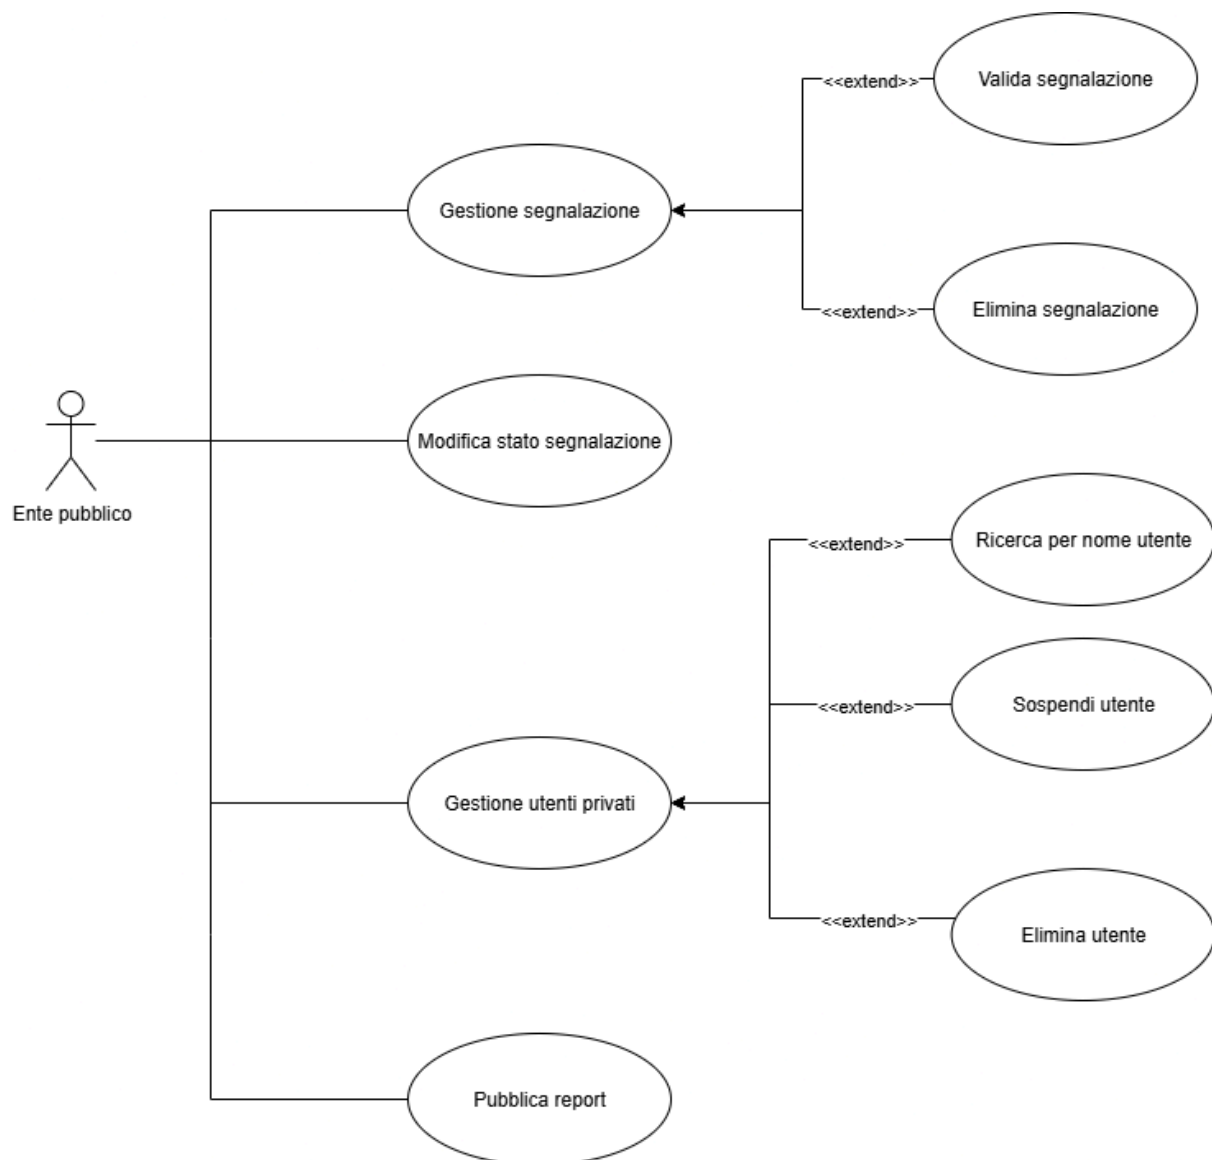 <<extend>>
Valida segnalazione
Gestione segnalazione
<<extend>>
Elimina segnalazione
Modifica stato segnalazione
Ente pubblico
<<extend>>
Ricerca per nome utente
<<extend>>
Sospendi utente
Gestione utenti privati
<<extend>>
Elimina utente
Pubblica report